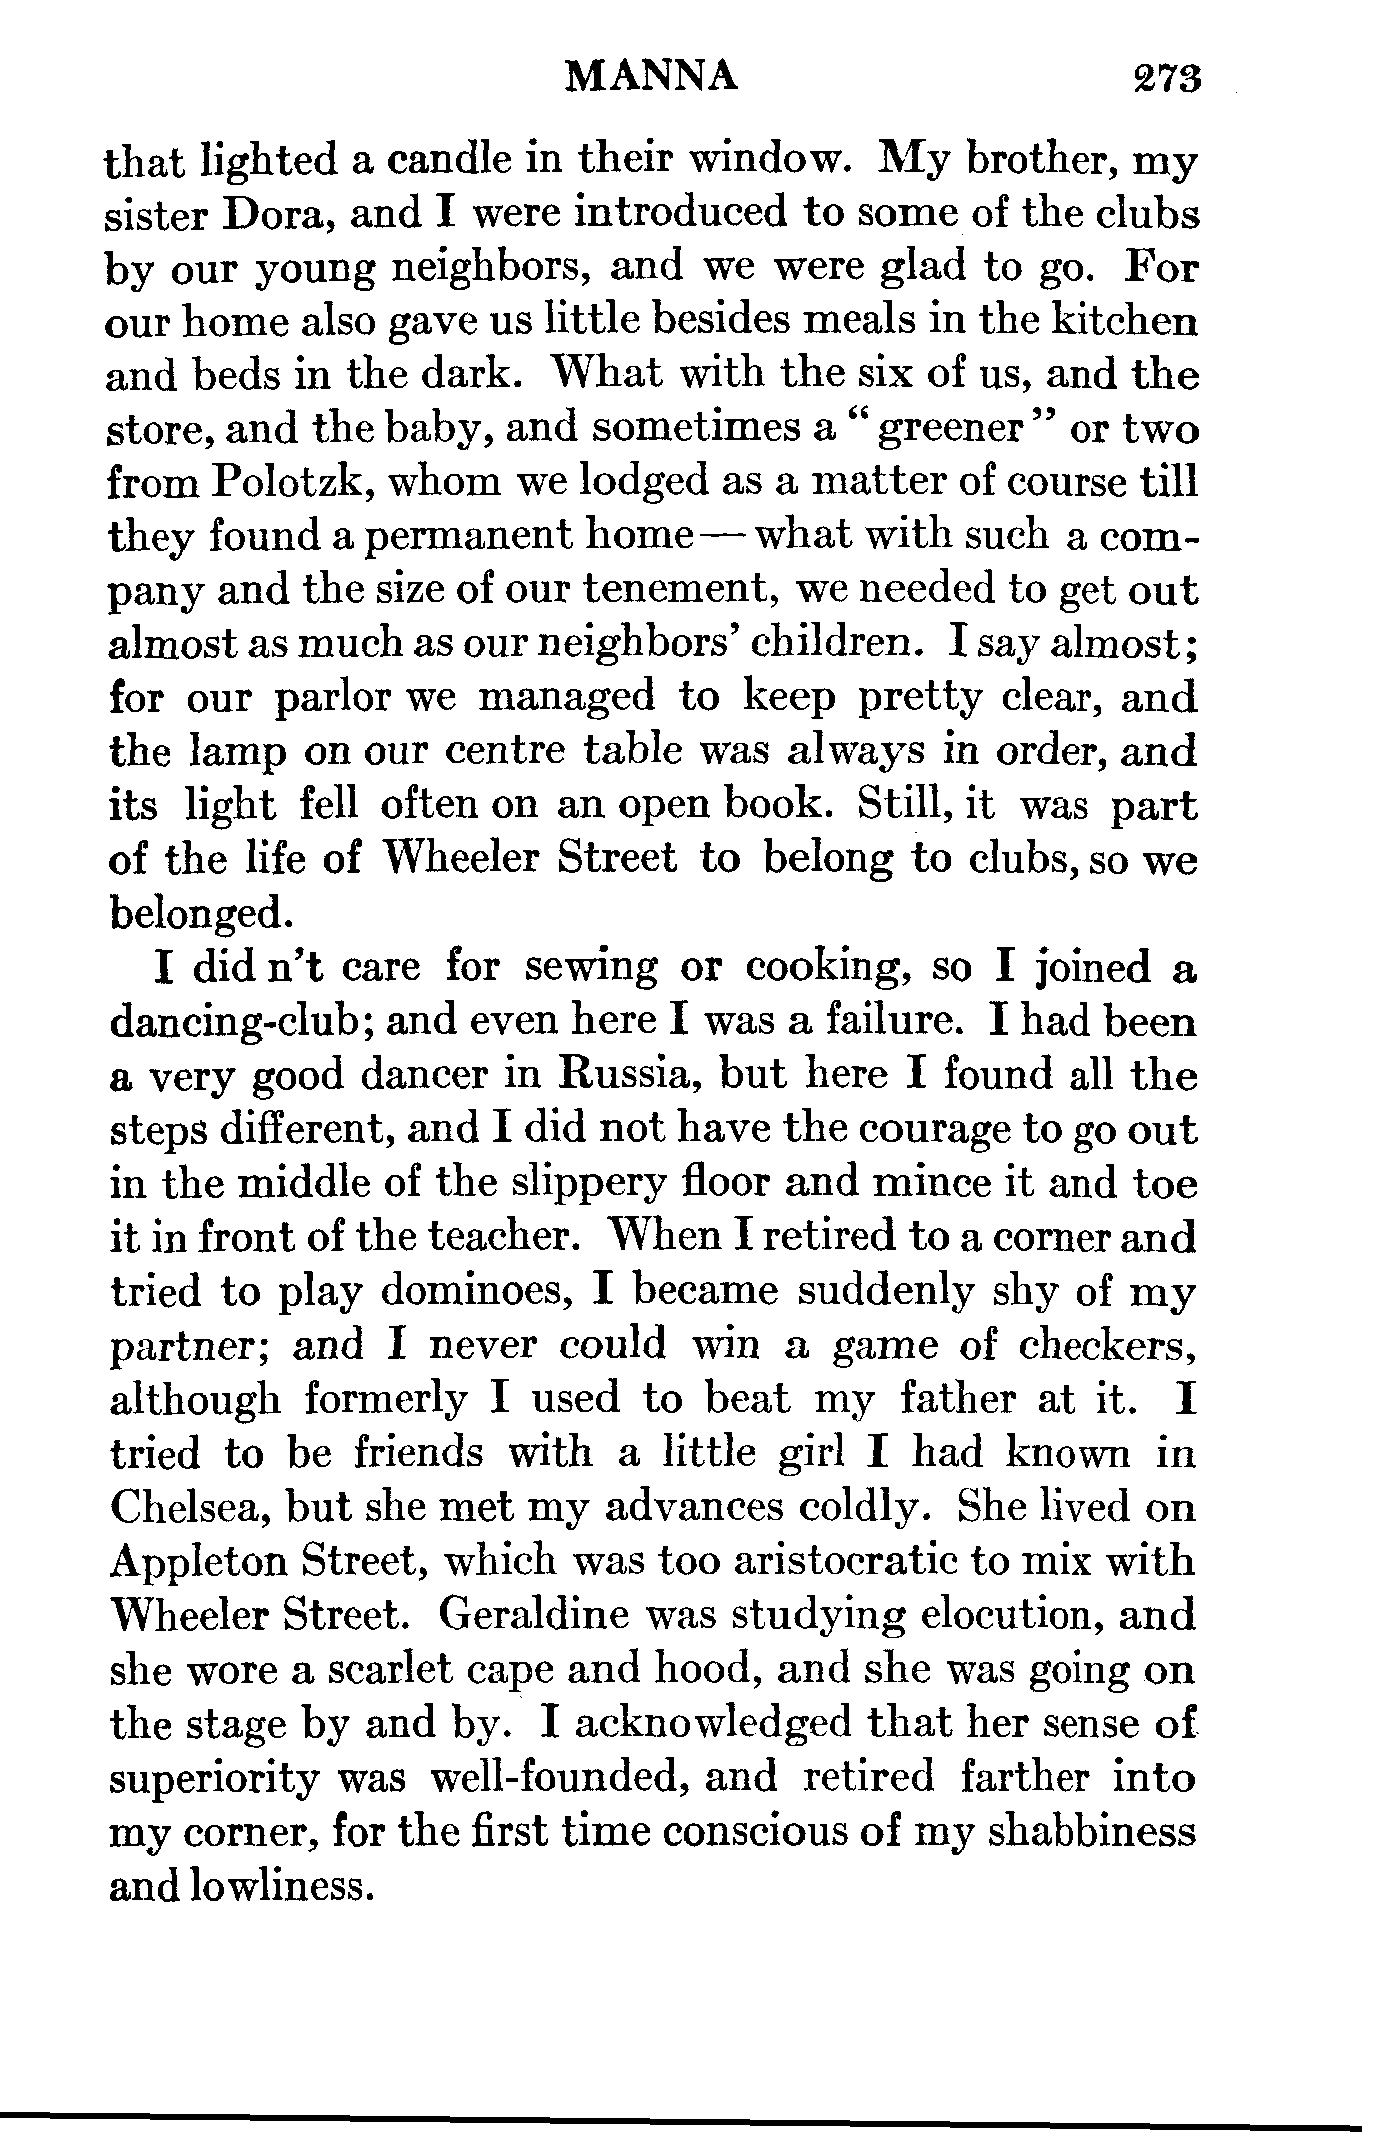 MANNA 273
that lighted a candle in their window. My brother, my
sister Dora, and I were introduced to some of the clubs
by our young neighbors, and we were glad to go. For
our home also gave us little besides meals in the kitchen
and beds in the dark. What with the six of us, and the
store, and the baby, and sometimes a “greener” or two
from Polotzk, whom we lodged as a matter of course till
they found a permanent home—what with such a com-
pany and the size of our tenement, we needed to get out
almost as much as our neighbors’ children. I say almost;
for our parlor we managed to keep pretty clear, and
the lamp on our centre table was always in order, and
its light fell often on an open book. Still, it was part
of the life of Wheeler Street to belong to clubs, so we
belonged.
I did n’t care for sewing or cooking, so I joined a
dancing-club; and even here I was a failure. I had been
a very good dancer in Russia, but here I found all the
steps different, and I did not have the courage to go out
in the middle of the slippery floor and mince it and toe
it in front of the teacher. When I retired to a corner and
tried to play dominoes, I became suddenly shy of my
partner; and I never could win a game of checkers,
although formerly I used to beat my father at it. I
tried to be friends with a little girl I had known in
Chelsea, but she met my advances coldly. She lived on
Appleton Street, which was too aristocratic to mix with
Wheeler Street. Geraldine was studying elocution, and
she wore a scarlet cape and hood, and she was going on
the stage by and by. I acknowledged that her sense of
superiority was well-founded, and retired farther into
my corner, for the first time conscious of my shabbiness
and lowliness.